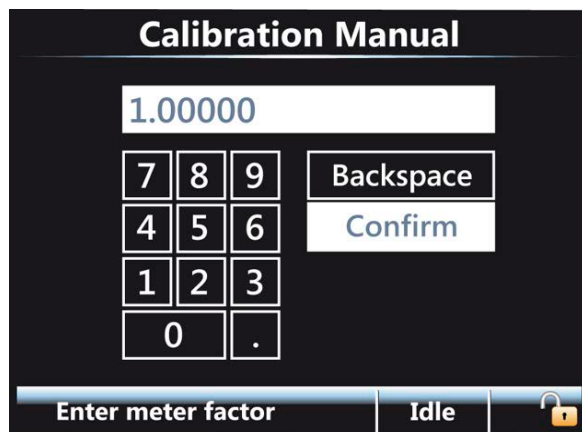 Calibration Manual
1.00000
7 8 9 Backspace
4 5 6 Confirm
1 2 3
0 .
Enter meter factor Idle